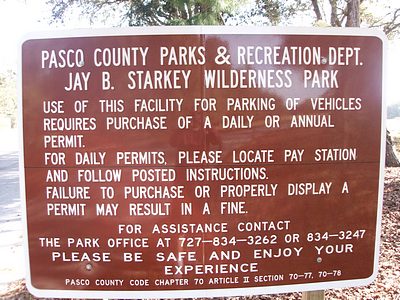 PASCO COUNTY PARKS & RECREATION DEPT.
JAY B. STARKEY WILDERNESS PARK
USE OF THIS FACILITY FOR PARKING OF VEHICLES
REQUIRES PURCHASE OF A DAILY OR ANNUAL
PERMIT.
FOR DAILY PERMITS, PLEASE LOCATE PAY STATION
AND FOLLOW POSTED INSTRUCTIONS.
FAILURE TO PURCHASE OR PROPERLY DISPLAY A
PERMIT MAY RESULT IN A FINE.
FOR ASSISTANCE CONTACT
THE PARK OFFICE AT 727-834-3262 OR 834-3247
PLEASE BE SAFE AND ENJOY YOUR
EXPERIENCE
PASCO COUNTY CODE CHAPTER 70 ARTICLE II SECTION 70-77, 70-78